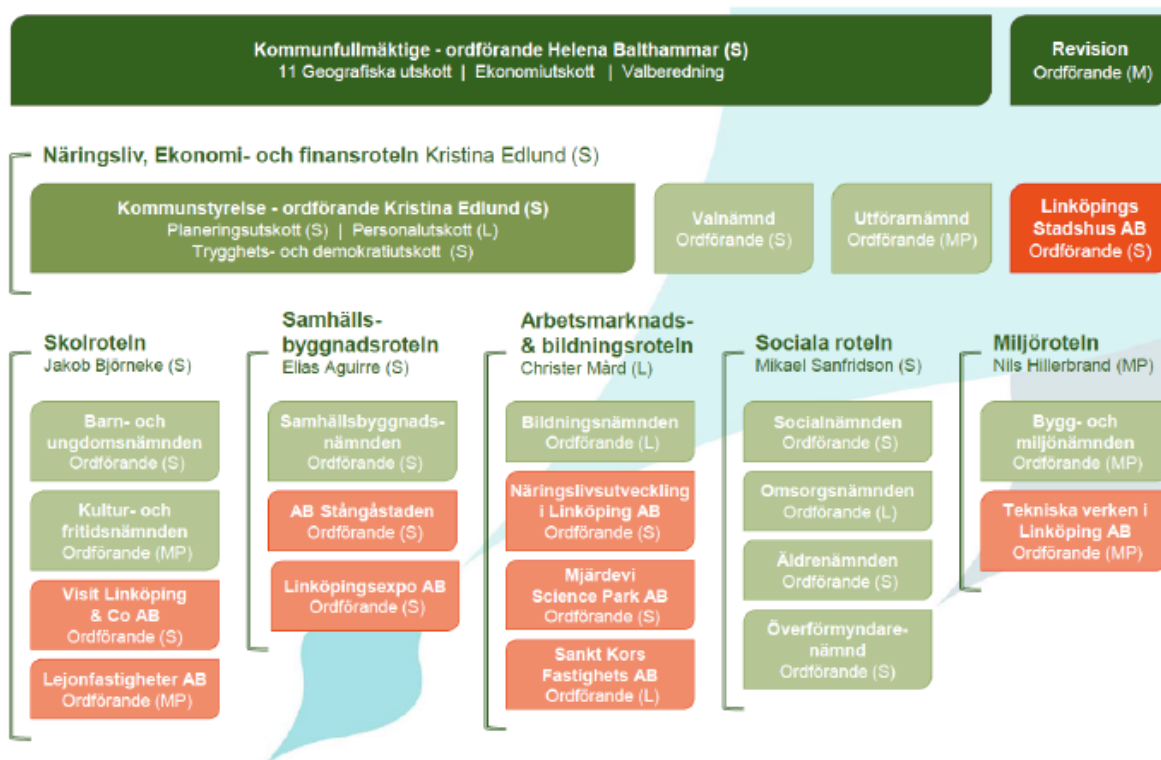 Kommunfullmäktige - ordförande Helena Balthammar (S)
11 Geografiska utskott | Ekonomiutskott | Valberedning
Revision
Ordförande (M)
Näringsliv, Ekonomi- och finansroteln Kristina Edlund (S)
Kommunstyrelse - ordförande Kristina Edlund (S)
Planeringsutskott (S) | Personalutskott (L)
Trygghets- och demokratiutskott (S)
Valnämnd
Ordförande (S)
Utförarnämnd
Ordförande (MP)
Linköpings
Stadshus AB
Ordförande (S)
Skolroteln
Jakob Björneke (S)
Barn- och
ungdomsnämnden
Ordförande (S)
Kultur- och
fritidsnämnden
Ordförande (MP)
Visit Linköping
& Co AB
Ordförande (S)
Lejonfastigheter AB
Ordförande (MP)
Samhälls-
byggnadsroteln
Elias Aguirre (S)
Samhällsbyggnads-
nämnden
Ordförande (S)
AB Stångåstaden
Ordförande (S)
Linköpingsexpo AB
Ordförande (S)
Arbetsmarknads-
& bildningsroteln
Christer Mård (L)
Bildningsnämnden
Ordförande (L)
Näringslivsutveckling
i Linköping AB
Ordförande (S)
Mjärdevi
Science Park AB
Ordförande (S)
Sankt Kors
Fastighets AB
Ordförande (L)
Sociala roteln
Mikael Sanfridson (S)
Socialnämnden
Ordförande (S)
Omsorgsnämnden
Ordförande (L)
Äldrenämnden
Ordförande (S)
Överförmyndare-
nämnd
Ordförande (S)
Miljöroteln
Nils Hillerbrand (MP)
Bygg- och
miljönämnden
Ordförande (MP)
Tekniska verken i
Linköping AB
Ordförande (MP)